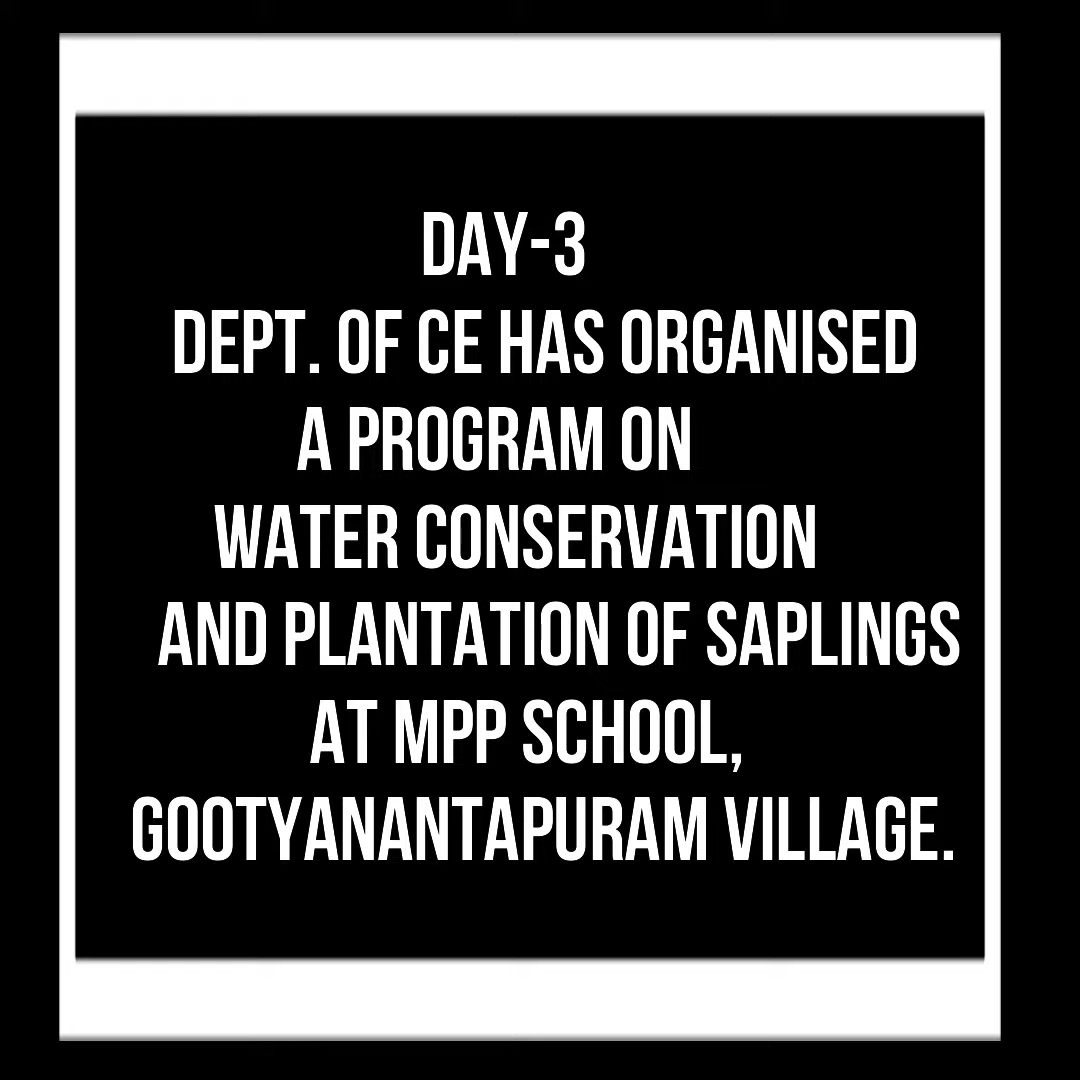 DAY-3
DEPT. OF CE HAS ORGANISED
A PROGRAM ON
WATER CONSERVATION
AND PLANTATION OF SAPLINGS
AT MPP SCHOOL,
GOOTYANANTAPURAM VILLAGE.